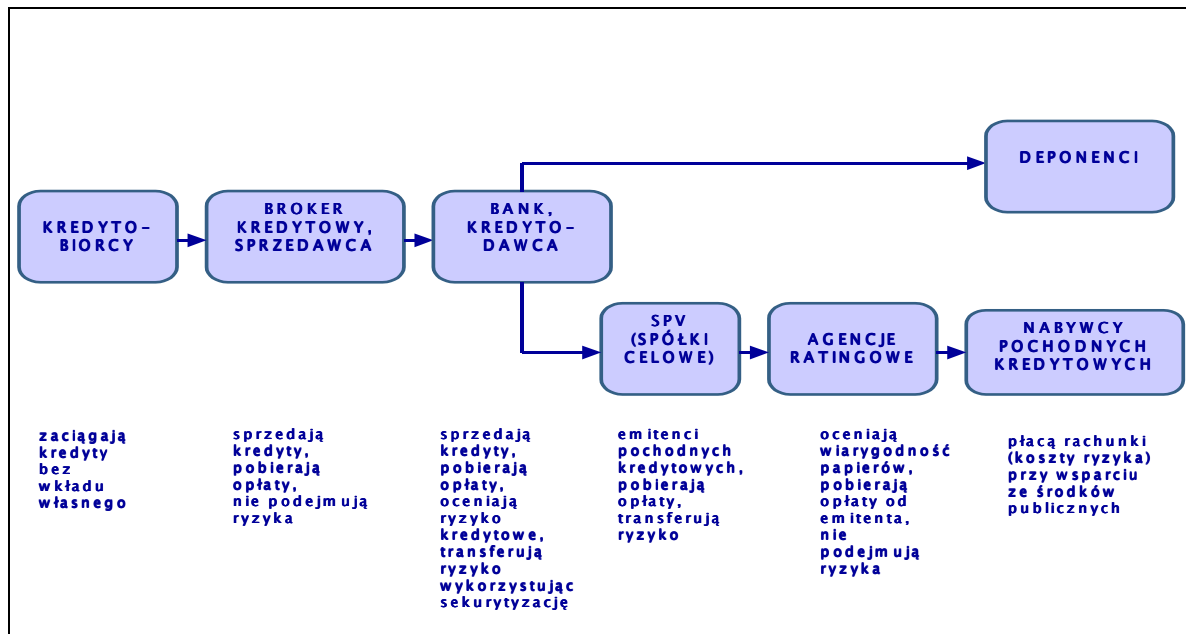 DEPONENCI
KREDYTO–
BIORCY
BROKER
KREDYTOWY,
SPRZEDAWCA
BANK,
KREDYTO–
DAWCA
SPV
(SPÓŁKI
CELOWE)
AGENCJE
RATINGOWE
NABYWCY
POCHODNYCH
KREDYTOWYCH
zaciągają
kredyty
bez
wkładu
własnego
sprzedają
kredyty,
pobierają
opłaty,
nie podejmują
ryzyka
sprzedają
kredyty,
pobierają
opłaty,
oceniają
ryzyko
kredytowe,
transferują
ryzyko
wykorzystując
sekurytyzację
emitenci
pochodnych
kredytowych,
pobierają
opłaty,
transferują
ryzyko
oceniają
wiarygodność
papierów,
pobierają
opłaty od
emitenta,
nie
podejmują
ryzyka
płacą rachunki
(koszty ryzyka)
przy wsparciu
ze środków
publicznych